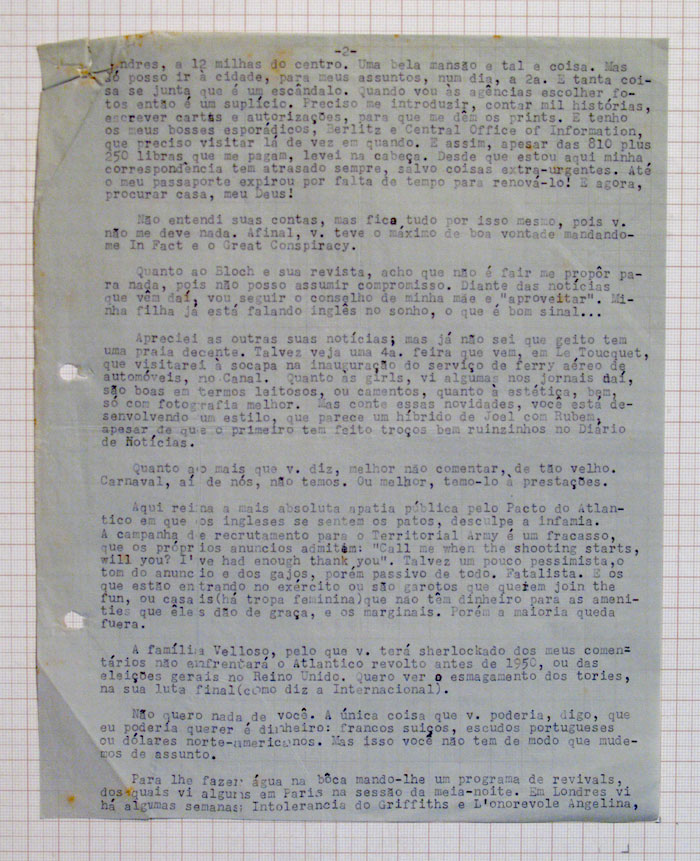 -2-
ondres, a 12 milhas do centro. Uma bela mansão e tal e coisa. Mas
só posso ir à cidade, para meus assuntos, num dia, a 2a. E tanta coi-
sa se junta que é um escândalo. Quando vou às agências escolher fo-
tos então é um suplício. Preciso me introdusir, contar mil histórias,
escrever cartas e autorizações, para que me dêm os prints. E tenho
os meus bosses esporádicos, Berlitz e Central Office of Information,
que preciso visitar lá de vez em quando. E assim, apesar das 810 plus
250 libras que me pagam, levei na cabeça. Desde que estou aqui minha
correspondência tem atrasado sempre, salvo coisas extra-urgentes. Até
o meu passaporte expirou por falta de tempo para renová-lo! E agora,
procurar casa, meu Deus!
Não entendi suas contas, mas fica tudo por isso mesmo, pois v.
não me deve nada. Afinal, v. teve o máximo de boa vontade mandando-
me In Fact e o Great Conspiracy.
Quanto ao Bloch e sua revista, acho que não é fair me propôr pa-
ra nada, pois não posso assumir compromisso. Diante das notícias
que vêm daí, vou seguir o conselho de minha mãe e "aproveitar". Mi-
nha filha já está falando inglês no sonho, o que é bom sinal...
Apreciei as outras suas notícias; mas já não sei que geito tem
uma praia decente. Talvez veja uma 4a. feira que vem, em Le Toucquet,
que visitarei à socapa na inauguração do serviço de ferry aéreo de
automóveis, no Canal. Quanto às girls, vi algumas nos jornais daí,
são boas em termos leitosos, ou camentos, quanto à estética, bem,
só com fotografia melhor. Mas conte essas novidades, você está de-
senvolvendo um estilo, que parece um híbrido de Joel com Rubem,
apesar de que o primeiro tem feito troços bem ruinzinhos no Diário
de Notícias.
Quanto ao mais que v. diz, melhor não comentar, de tão velho.
Carnaval, aí de nós, não temos. Ou melhor, temo-lo à prestações.
Aqui reina a mais absoluta apatia pública pelo Pacto do Atlan-
tico em que os ingleses se sentem os patos, desculpe a infamia.
A campanha de recrutamento para o Territorial Army é um fracasso,
que os próprios anuncios admitem: "Call me when the shooting starts,
will you? I've had enough thank you". Talvez um pouco pessimista,o
tom do anuncio e dos gajos, porém passivo de todo. Fatalista. E os
que estão entrando no exército ou são garotos que querem join the
fun, ou casais(há tropa feminina)que não têm dinheiro para as ameni-
ties que êles dão de graça, e os marginais. Porém a maioria queda
fuera.
A família Velloso, pelo que v. terá sherlockado dos meus comen-
tários não enfrentará o Atlantico revolto antes de 1950, ou das
eleições gerais no Reino Unido. Quero ver o esmagamento dos tories,
na sua luta final(como diz a Internacional).
Não quero nada de você. A única coisa que v. poderia, digo, que
eu poderia querer é dinheiro: francos suiços, escudos portugueses
ou dólares norte-americanos. Mas isso você não tem de modo que mude-
mos de assunto.
Para lhe fazer água na bôca mando-lhe um programa de revivals,
dos quais vi alguns em Paris na sessão da meia-noite. Em Londres vi
há algumas semanas: Intolerancia do Griffiths e L'onorevole Angelina,